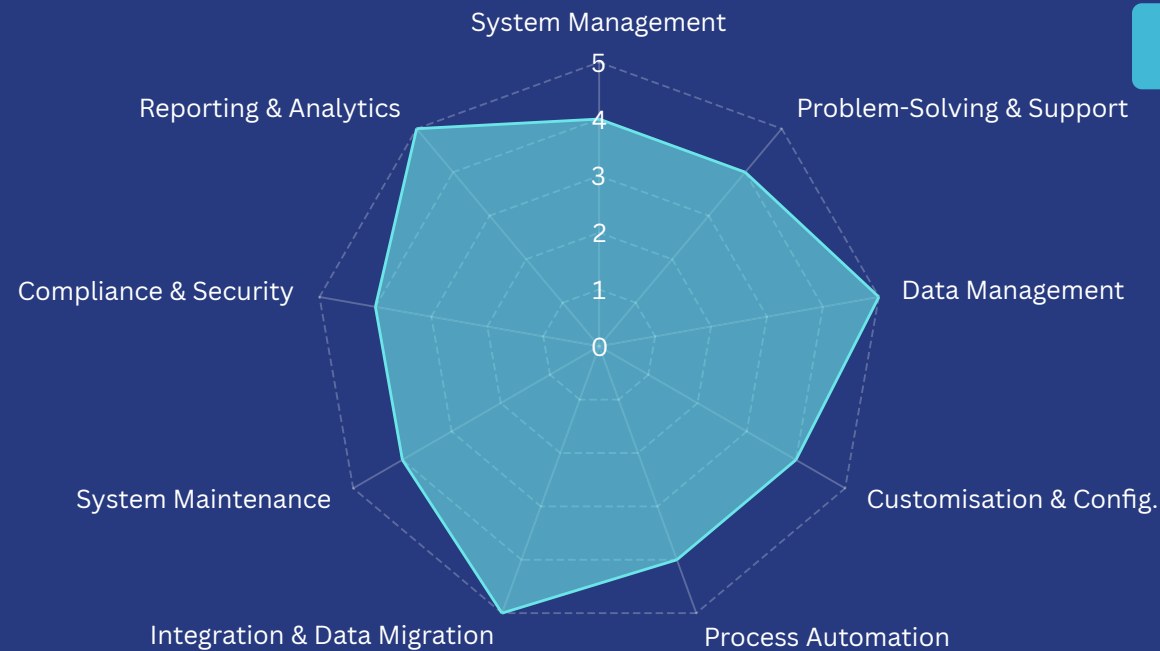 System Management
5
Reporting & Analytics
Problem-Solving & Support
4
3
2
Compliance & Security
1
Data Management
0
System Maintenance
Customisation & Config.
Integration & Data Migration
Process Automation